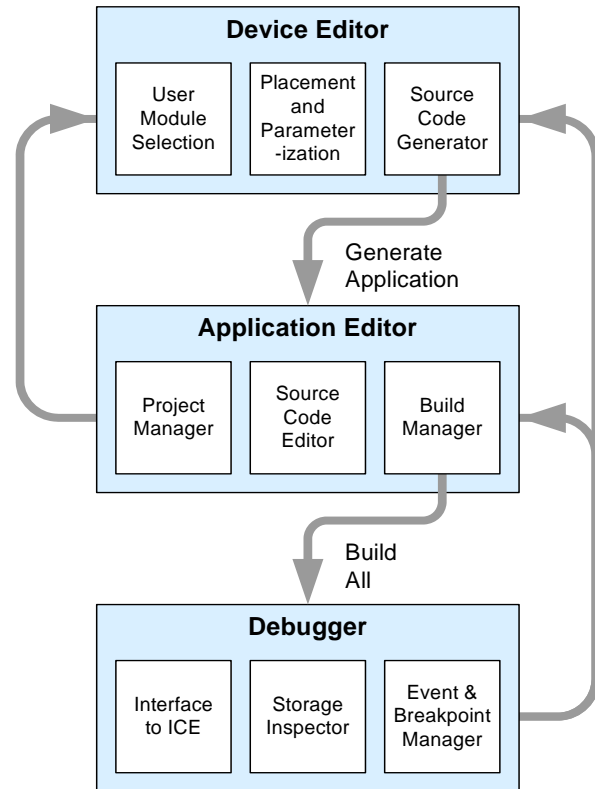 Device Editor
User
Module
Selection
Placement
and
Parameter
-ization
Source
Code
Generator
Generate
Application
Application Editor
Project
Manager
Source
Code
Editor
Build
Manager
Build
All
Debugger
Interface
to ICE
Storage
Inspector
Event &
Breakpoint
Manager